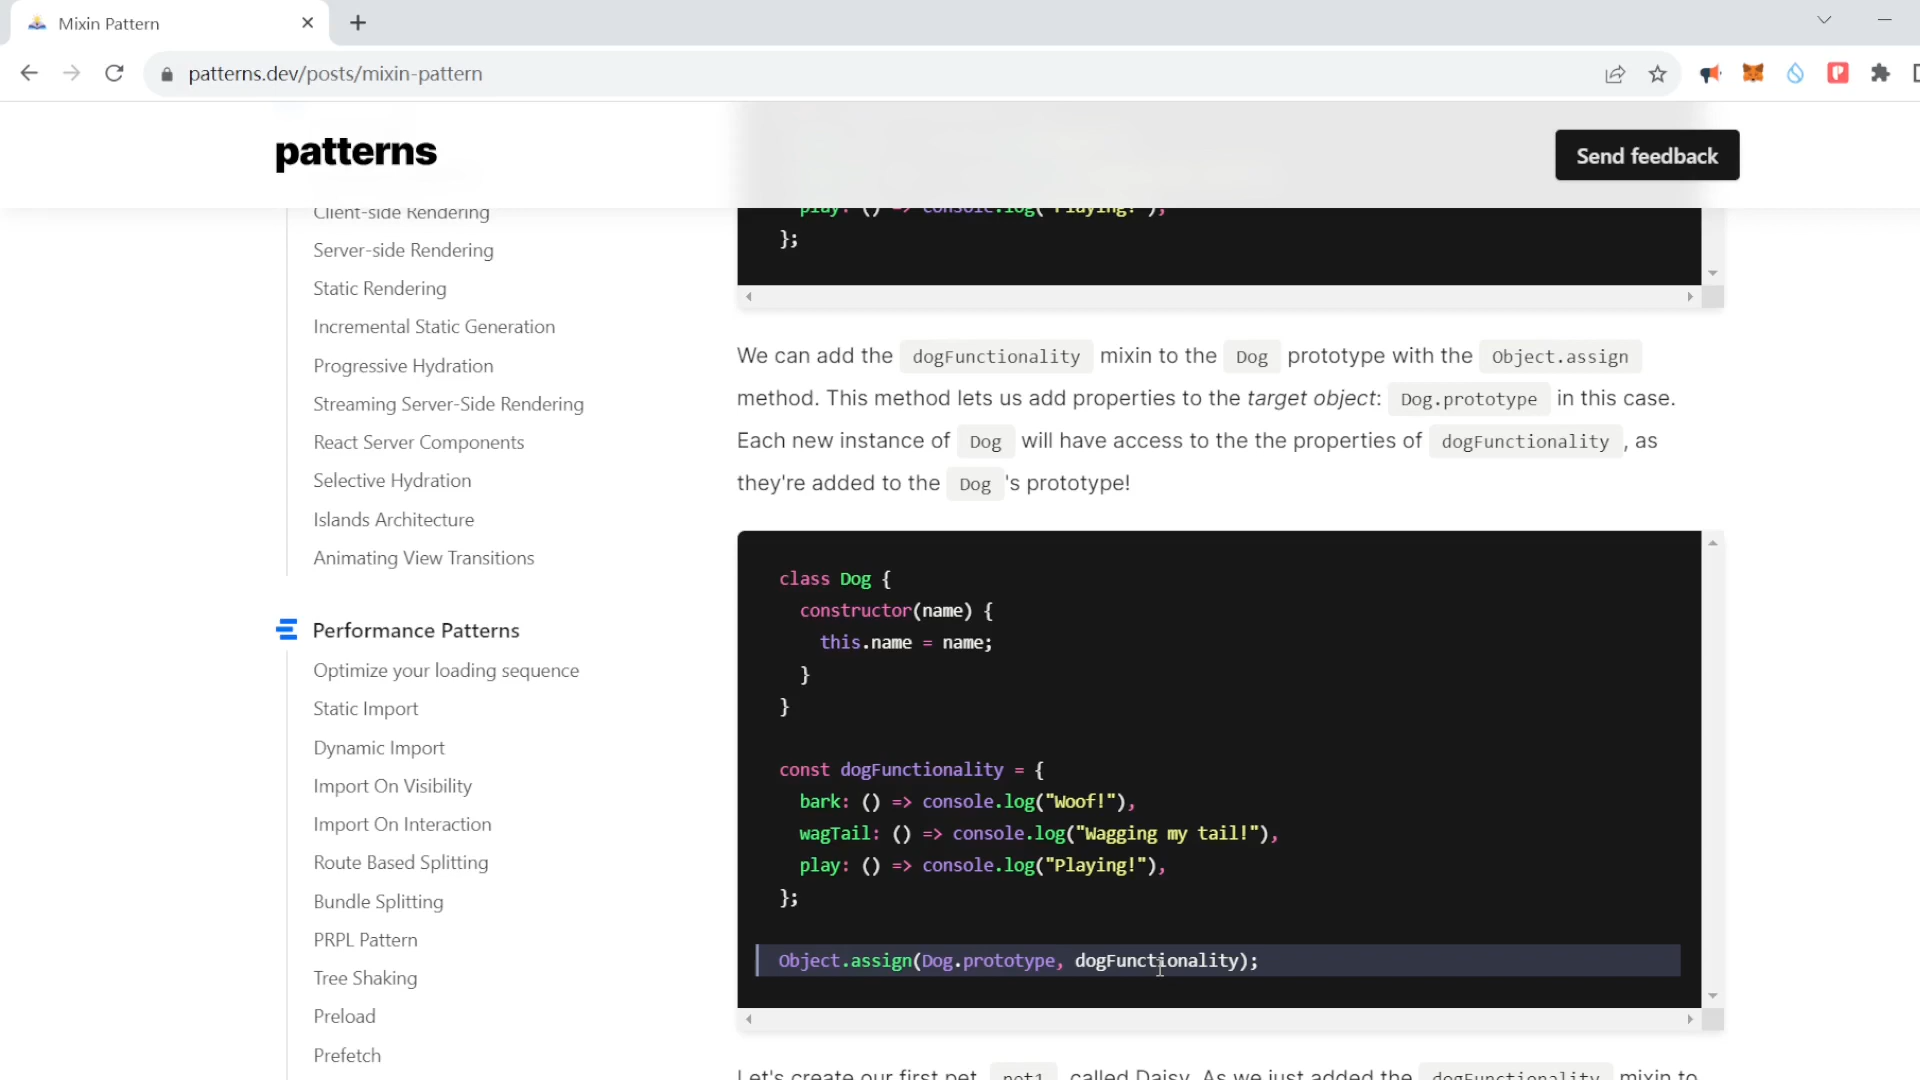 Mixin Pattern
patterns.dev/posts/mixin-pattern
patterns
Send feedback
Client-side Rendering
Server-side Rendering
Static Rendering
Incremental Static Generation
Progressive Hydration
Streaming Server-Side Rendering
React Server Components
Selective Hydration
Islands Architecture
Animating View Transitions
Performance Patterns
Optimize your loading sequence
Static Import
Dynamic Import
Import On Visibility
Import On Interaction
Route Based Splitting
Bundle Splitting
PRPL Pattern
Tree Shaking
Preload
Prefetch
play: () => console.log("Playing!"),
};
We can add the dogFunctionality mixin to the Dog prototype with the Object.assign
method. This method lets us add properties to the target object: Dog.prototype in this case.
Each new instance of Dog will have access to the the properties of dogFunctionality , as
they're added to the Dog 's prototype!
class Dog {
constructor(name) {
this.name = name;
}
}
const dogFunctionality = {
bark: () => console.log("Woof!"),
wagTail: () => console.log("Wagging my tail!"),
play: () => console.log("Playing!"),
};
Object.assign(Dog.prototype, dogFunctionality);
Let's create our first pet, pet1 , called Daisy. As we just added the dogFunctionality mixin to